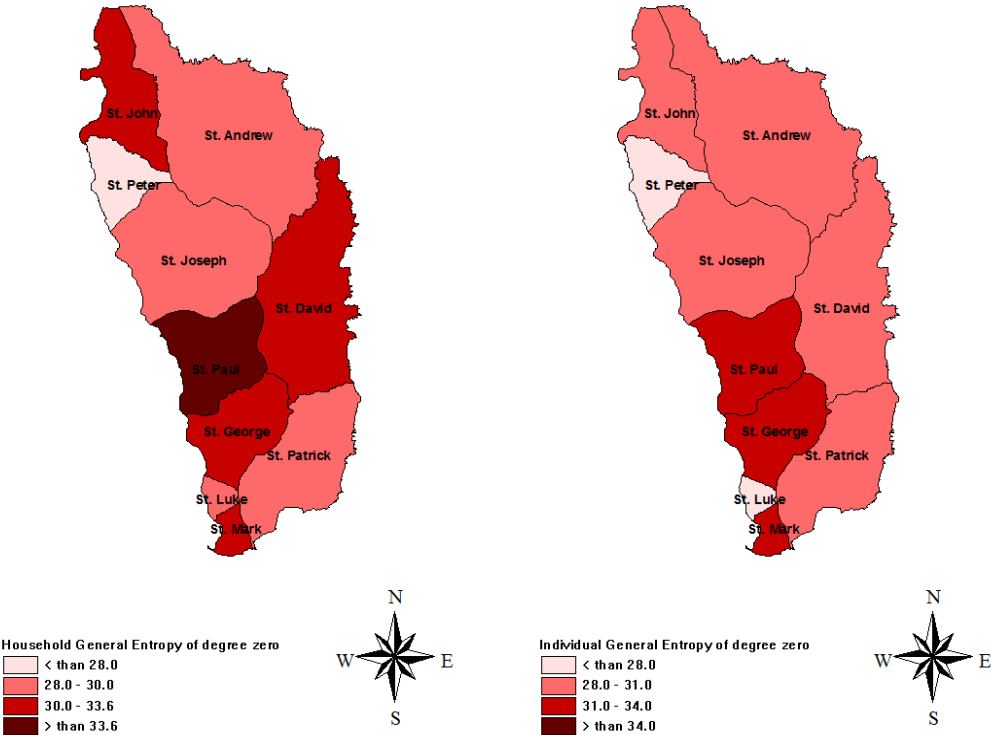 St. John
St. Andrew
St. Peter
St. Joseph
St. David
St. Paul
St. George
St. Patrick
St. Luke
St. Mark
N
W
E
S
Household General Entropy of degree zero
< than 28.0
28.0 - 30.0
30.0 - 33.6
> than 33.6
St. John
St. Andrew
St. Peter
St. Joseph
St. David
St. Paul
St. George
St. Patrick
St. Luke
St. Mark
N
W
E
S
Individual General Entropy of degree zero
< than 28.0
28.0 - 31.0
31.0 - 34.0
> than 34.0